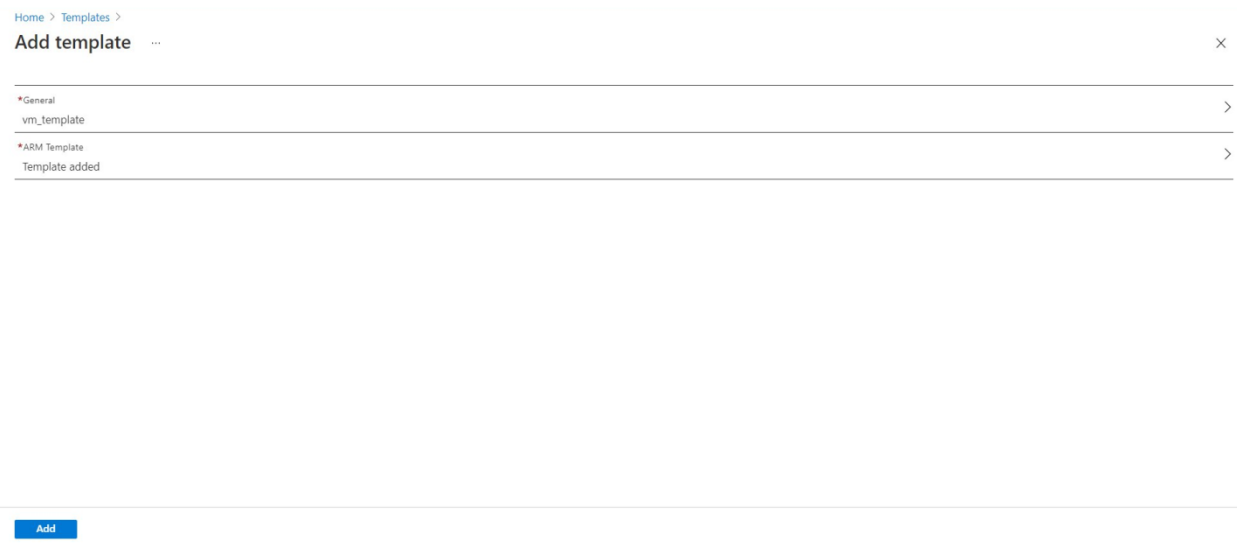 Home > Templates >
Add template ...
*General
vm_template
*ARM Template
Template added
Add